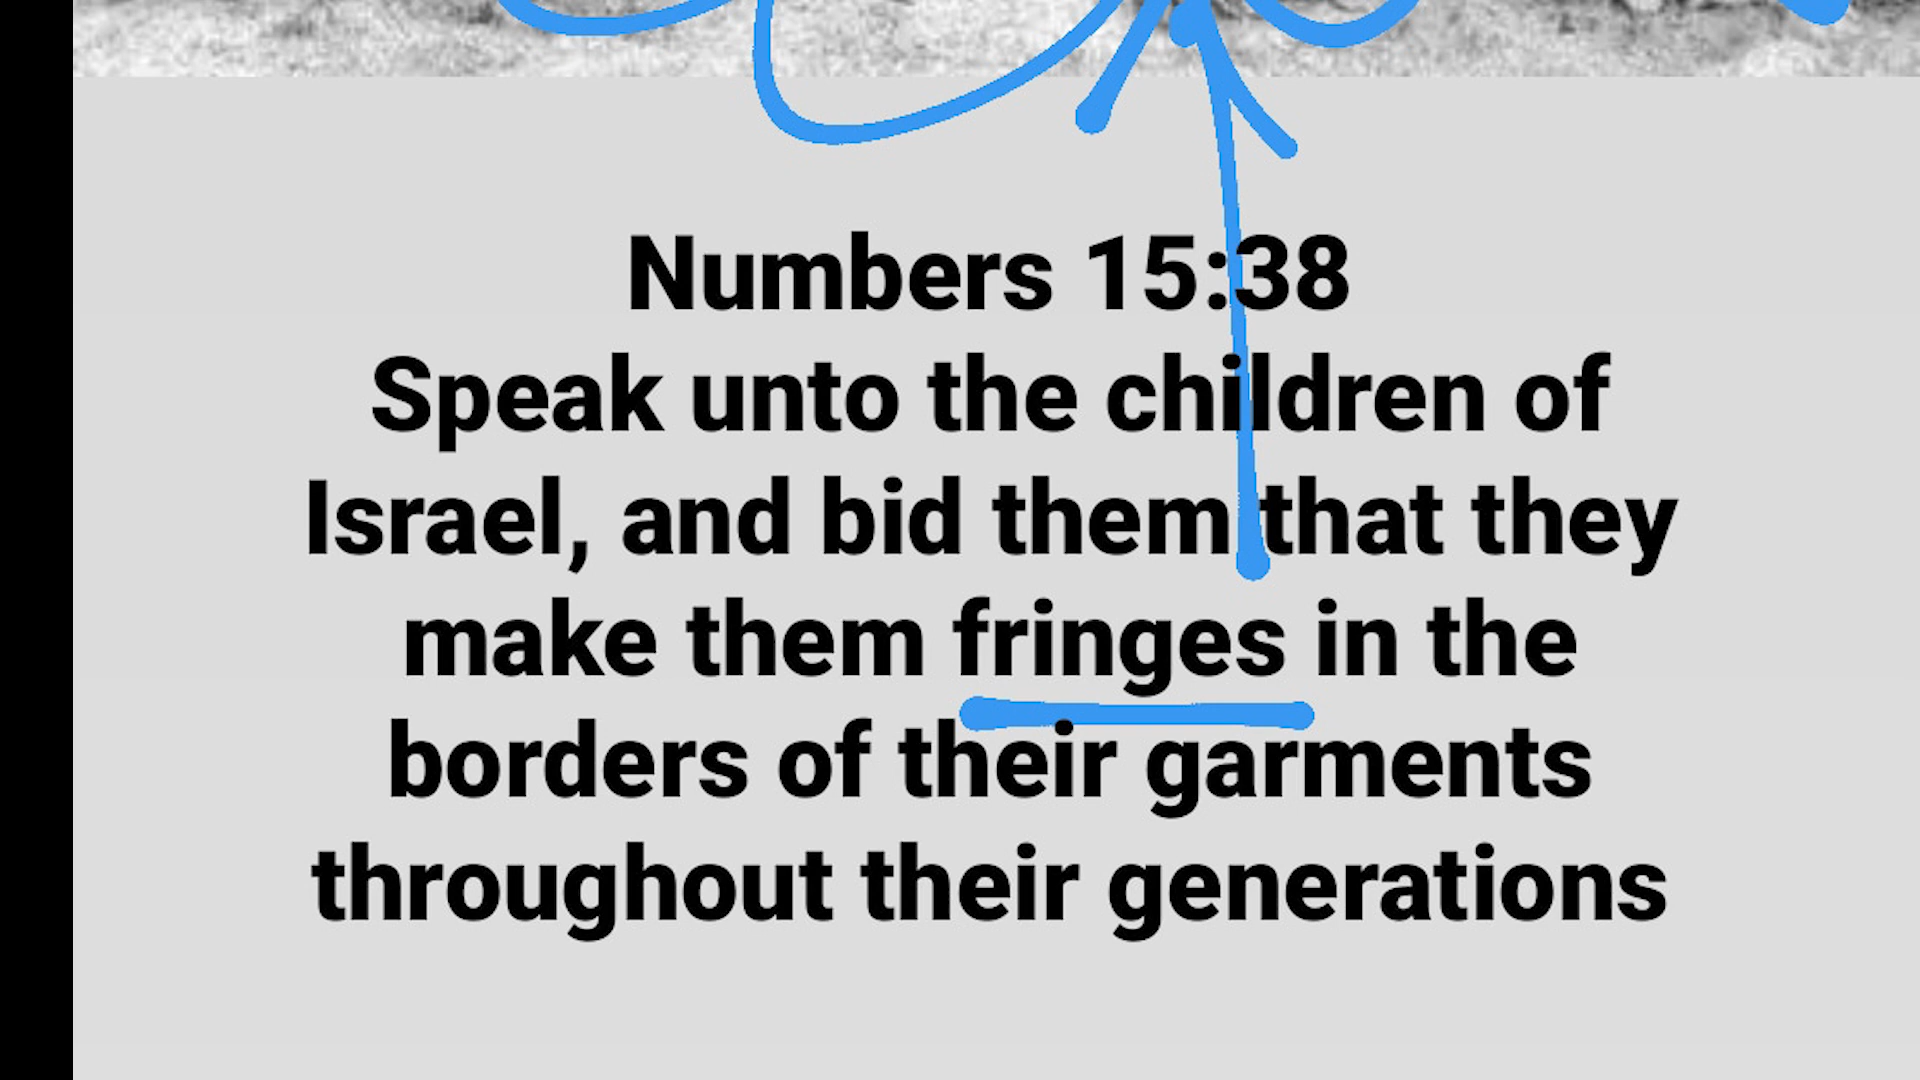 Numbers 15:38
Speak unto the children of
Israel, and bid them that they
make them fringes in the
borders of their garments
throughout their generations